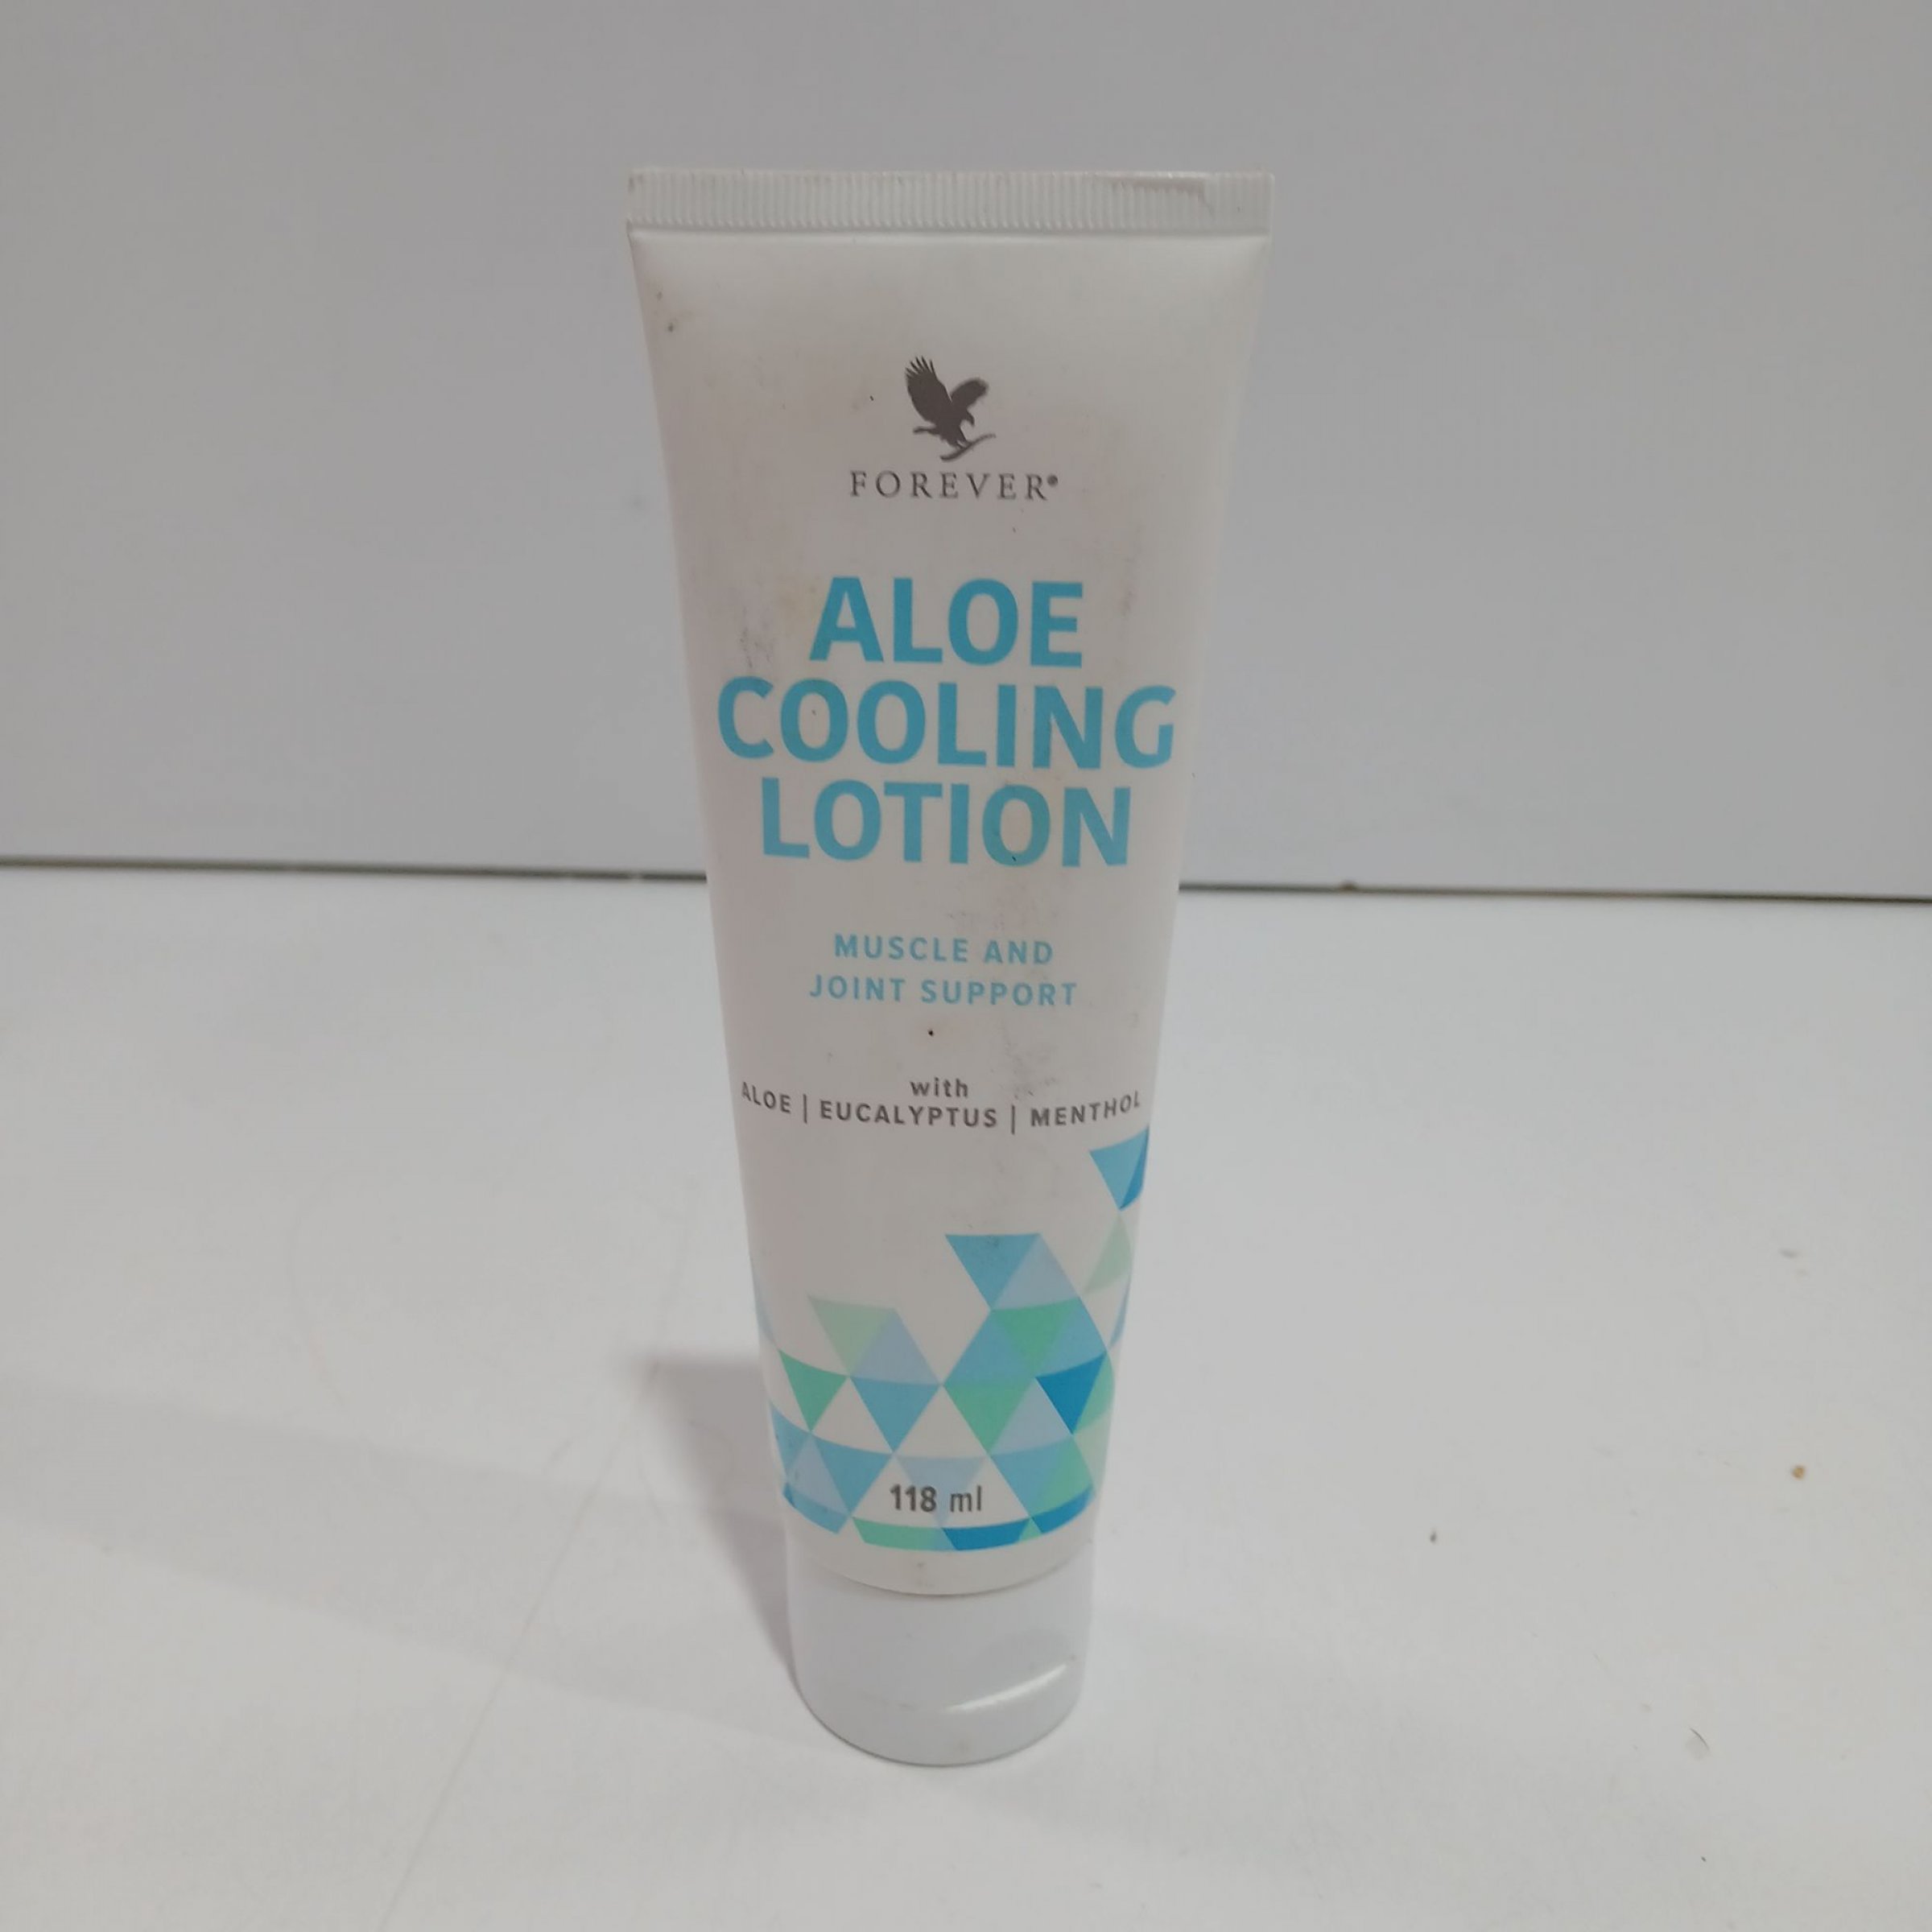 FOREVER®
ALOE
COOLING
LOTION
MUSCLE AND
JOINT SUPPORT
with
ALOE | EUCALYPTUS | MENTHOL
118 ml